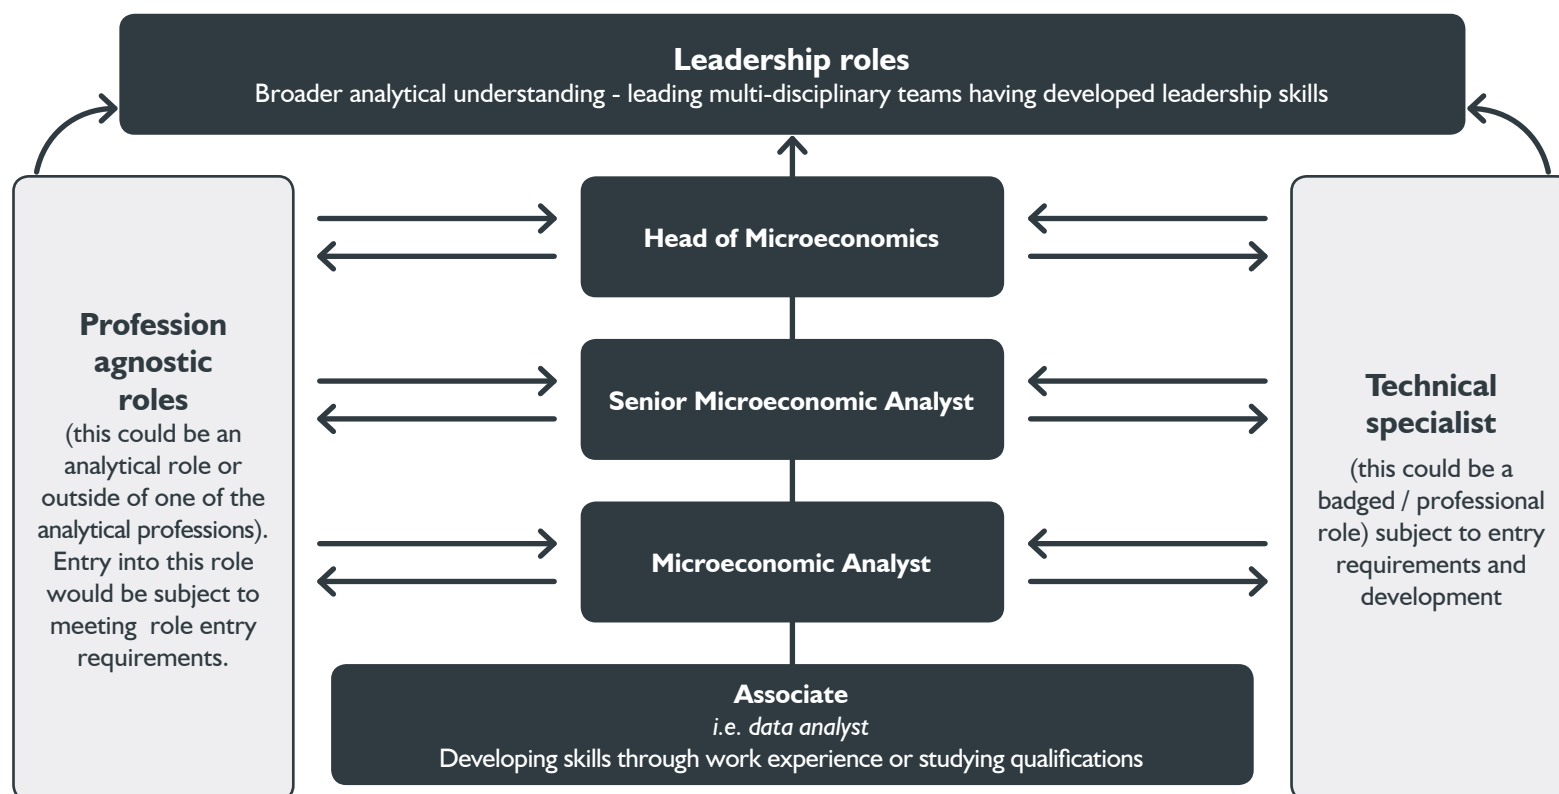 Leadership roles
Broader analytical understanding - leading multi-disciplinary teams having developed leadership skills
Profession
agnostic
roles
(this could be an
analytical role or
outside of one of the
analytical professions).
Entry into this role
would be subject to
meeting  role entry
requirements.
Head of Microeconomics
Senior Microeconomic Analyst
Microeconomic Analyst
Associate
i.e. data analyst
Developing skills through work experience or studying qualifications
Technical
specialist
(this could be a
badged / professional
role) subject to entry
requirements and
development